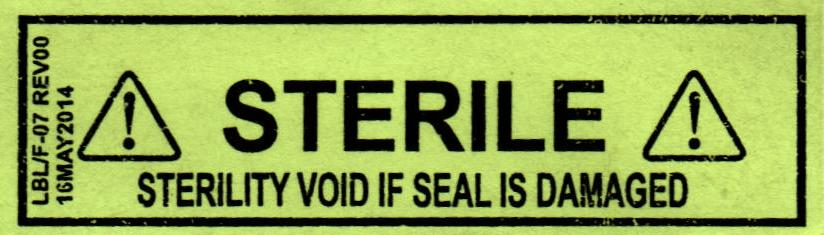 LBL/F-07 REV00
16MAY2014
STERILE
STERILITY VOID IF SEAL IS DAMAGED